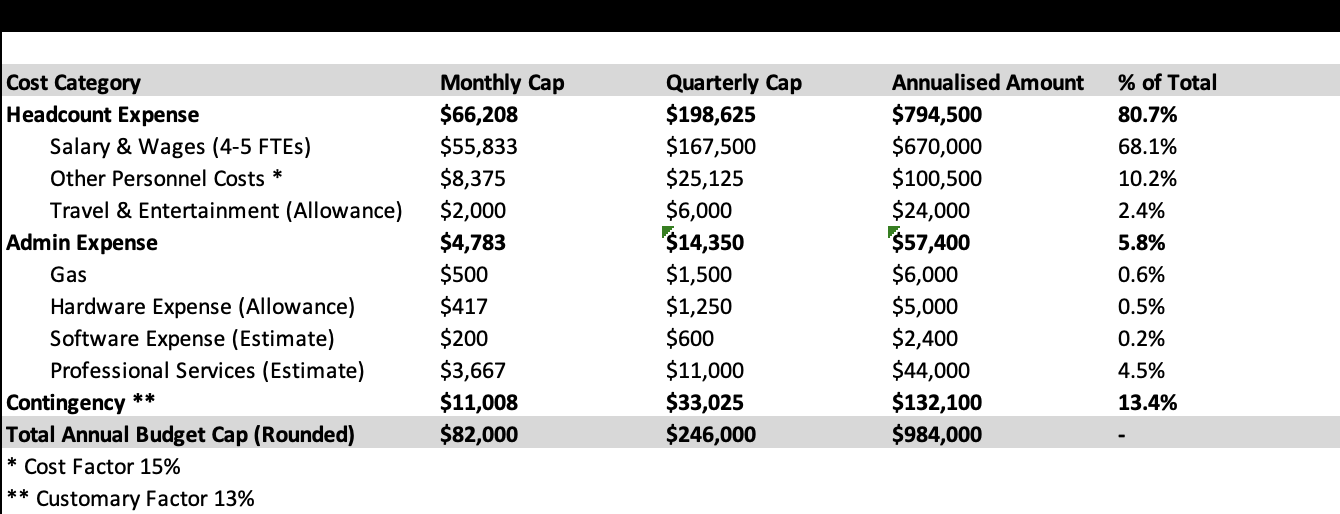 Cost Category Monthly Cap Quarterly Cap Annualised Amount % of Total
Headcount Expense $66,208 $198,625 $794,500 80.7%
Salary & Wages (4-5 FTEs) $55,833 $167,500 $670,000 68.1%
Other Personnel Costs * $8,375 $25,125 $100,500 10.2%
Travel & Entertainment (Allowance) $2,000 $6,000 $24,000 2.4%
Admin Expense $4,783 $14,350 $57,400 5.8%
Gas $500 $1,500 $6,000 0.6%
Hardware Expense (Allowance) $417 $1,250 $5,000 0.5%
Software Expense (Estimate) $200 $600 $2,400 0.2%
Professional Services (Estimate) $3,667 $11,000 $44,000 4.5%
Contingency ** $11,008 $33,025 $132,100 13.4%
Total Annual Budget Cap (Rounded) $82,000 $246,000 $984,000 -
* Cost Factor 15%
** Customary Factor 13%